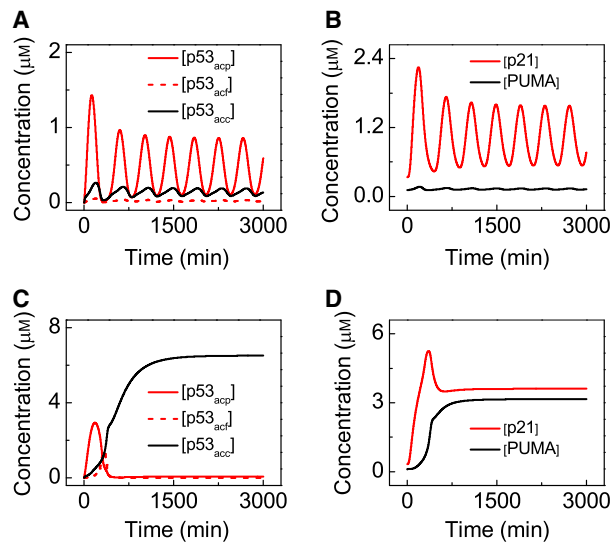 A
Concentration (μM)
2
1
0
[p53acp]
[p53acf]
[p53acc]
0 1500 3000
Time (min)
B
Concentration (μM)
2.4
1.2
0.0
[p21]
[PUMA]
0 1500 3000
Time (min)
C
Concentration (μM)
8
4
0
[p53acp]
[p53acf]
[p53acc]
0 1500 3000
Time (min)
D
Concentration (μM)
6
3
0
[p21]
[PUMA]
0 1500 3000
Time (min)